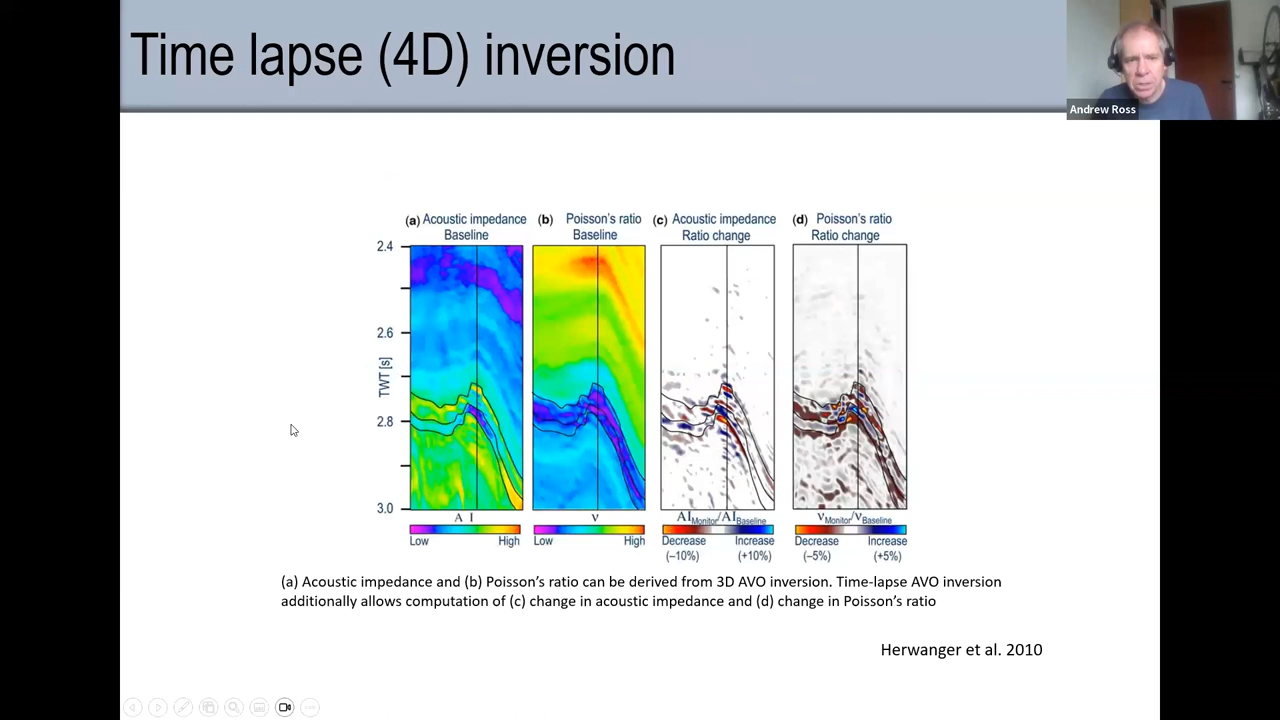 Time lapse (4D) inversion
Andrew Ross
(a) Acoustic impedance
Baseline
(b) Poisson's ratio
Baseline
(c) Acoustic impedance
Ratio change
(d) Poisson's ratio
Ratio change
2.4
2.6
2.8
3.0
TWT [s]
A I
Low High
ν
Low High
AIMonitor/AIBaseline
Decrease Increase
(−10%) (+10%)
νMonitor/νBaseline
Decrease Increase
(−5%) (+5%)
(a) Acoustic impedance and (b) Poisson's ratio can be derived from 3D AVO inversion. Time-lapse AVO inversion
additionally allows computation of (c) change in acoustic impedance and (d) change in Poisson's ratio
Herwanger et al. 2010